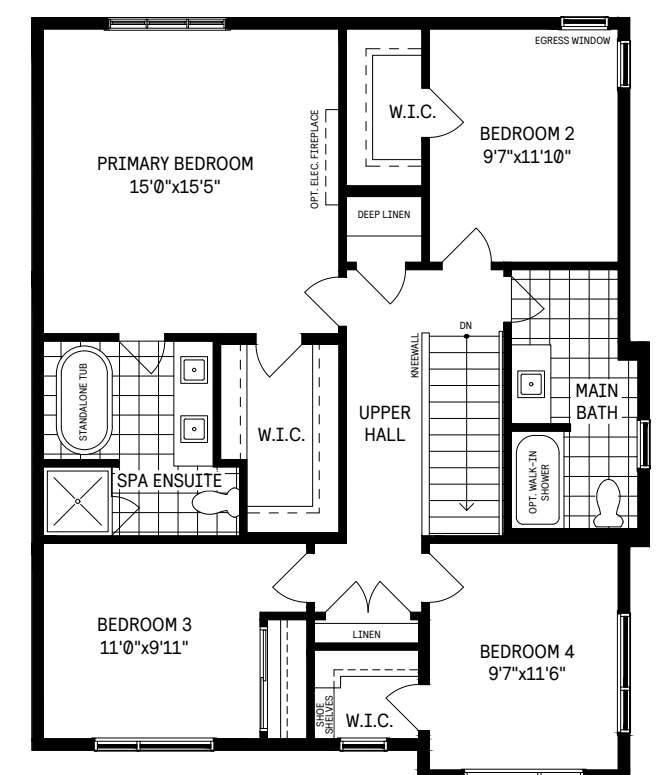 EGRESS WINDOW
W.I.C.
BEDROOM 2
9'7"x11'10"
PRIMARY BEDROOM
15'0"x15'5"
OPT. ELEC. FIREPLACE
DEEP LINEN
DN
KNEEWALL
STANDALONE TUB
W.I.C.
UPPER
HALL
MAIN
BATH
SPA ENSUITE
OPT. WALK-IN
SHOWER
BEDROOM 3
11'0"x9'11"
LINEN
BEDROOM 4
9'7"x11'6"
SHOE
SHELVES
W.I.C.